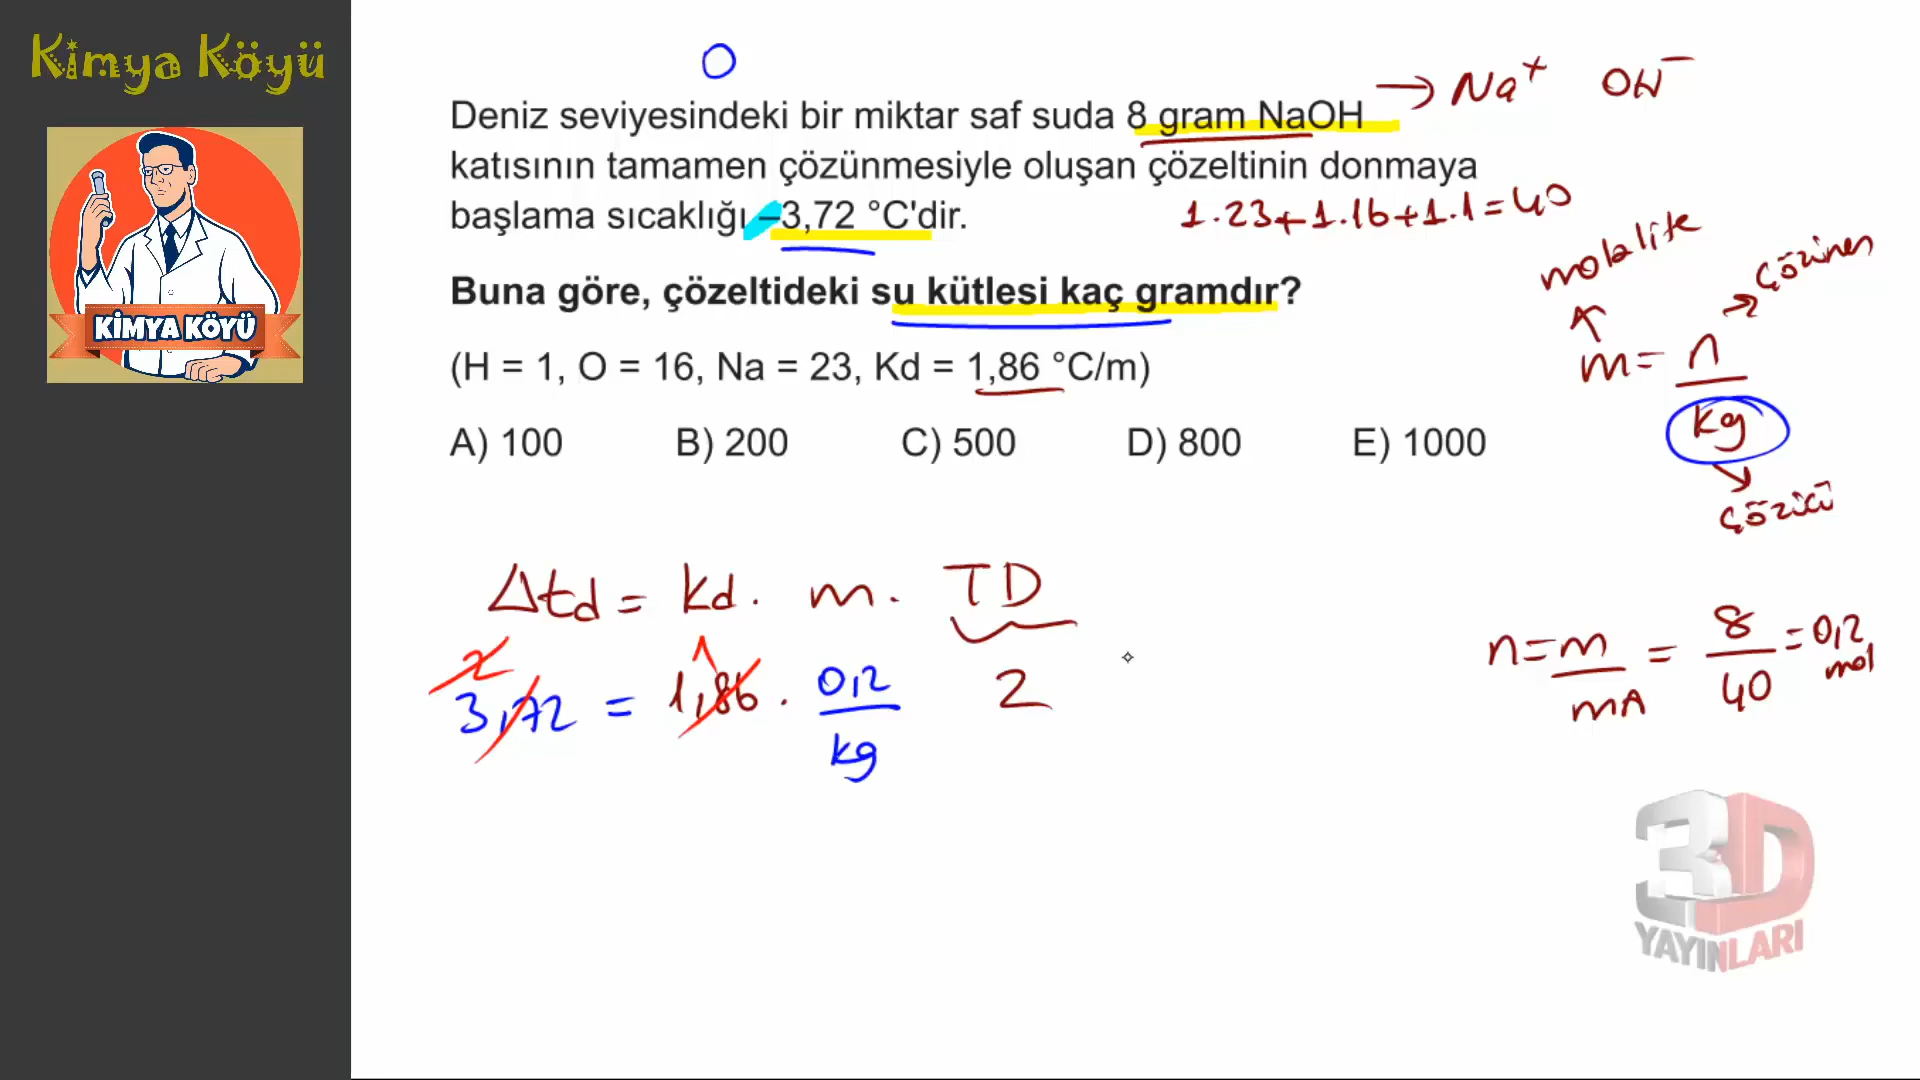 Kimya Köyü
KİMYA KÖYÜ
O
Deniz seviyesindeki bir miktar saf suda 8 gram NaOH → Na⁺ OH⁻
katısının tamamen çözünmesiyle oluşan çözeltinin donmaya
başlama sıcaklığı –3,72 °C'dir.
1.23+1.16+1.1=40
Buna göre, çözeltideki su kütlesi kaç gramdır?
(H = 1, O = 16, Na = 23, Kd = 1,86 °C/m)
A) 100 B) 200 C) 500 D) 800 E) 1000
molalite
çözünen
m = n / kg
çözücü
Δtd = kd . m . TD
2
3,72 = 1,86 . 0,2 / kg 2
n = m / mA = 8 / 40 = 0,2 mol
3D
YAYINLARI